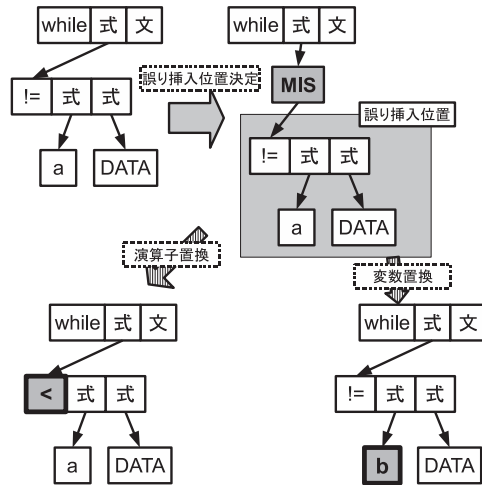 while 式 文
while 式 文
誤り挿入位置決定
MIS
!= 式 式
誤り挿入位置
!= 式 式
a DATA
a DATA
演算子置換
変数置換
while 式 文
while 式 文
< 式 式
!= 式 式
a DATA
b DATA